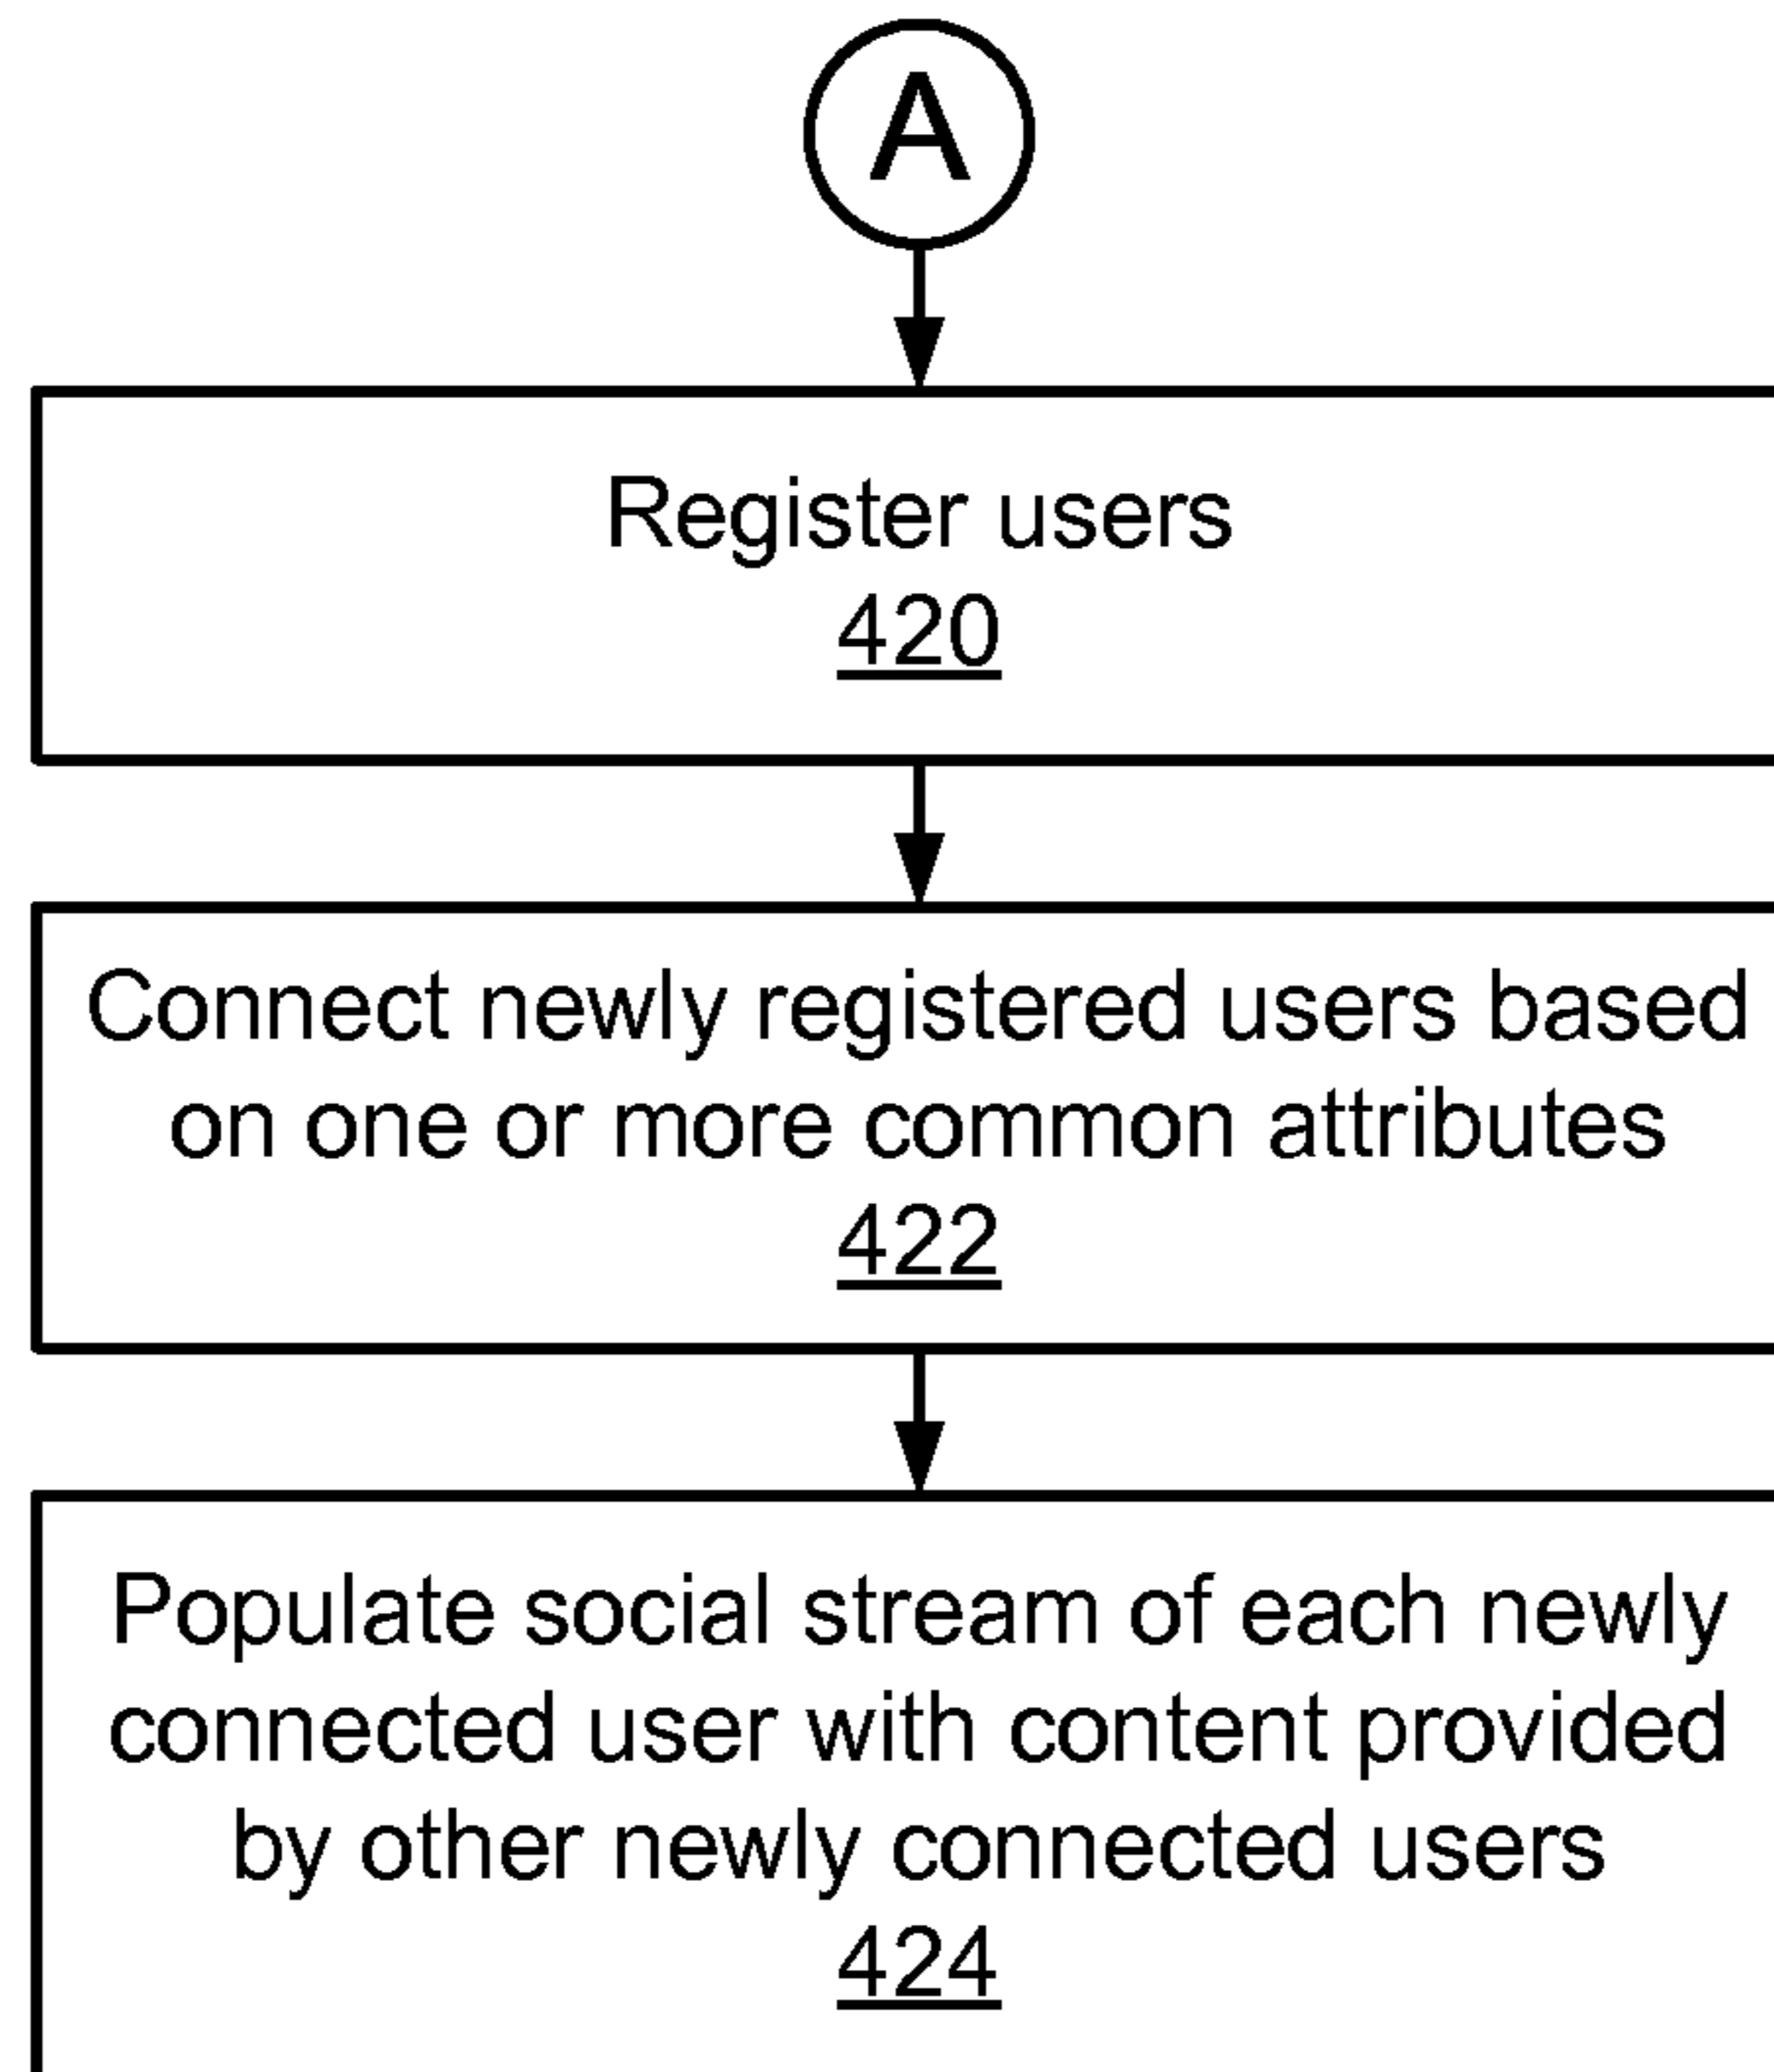 A
Register users
420
Connect newly registered users based
on one or more common attributes
422
Populate social stream of each newly
connected user with content provided
by other newly connected users
424